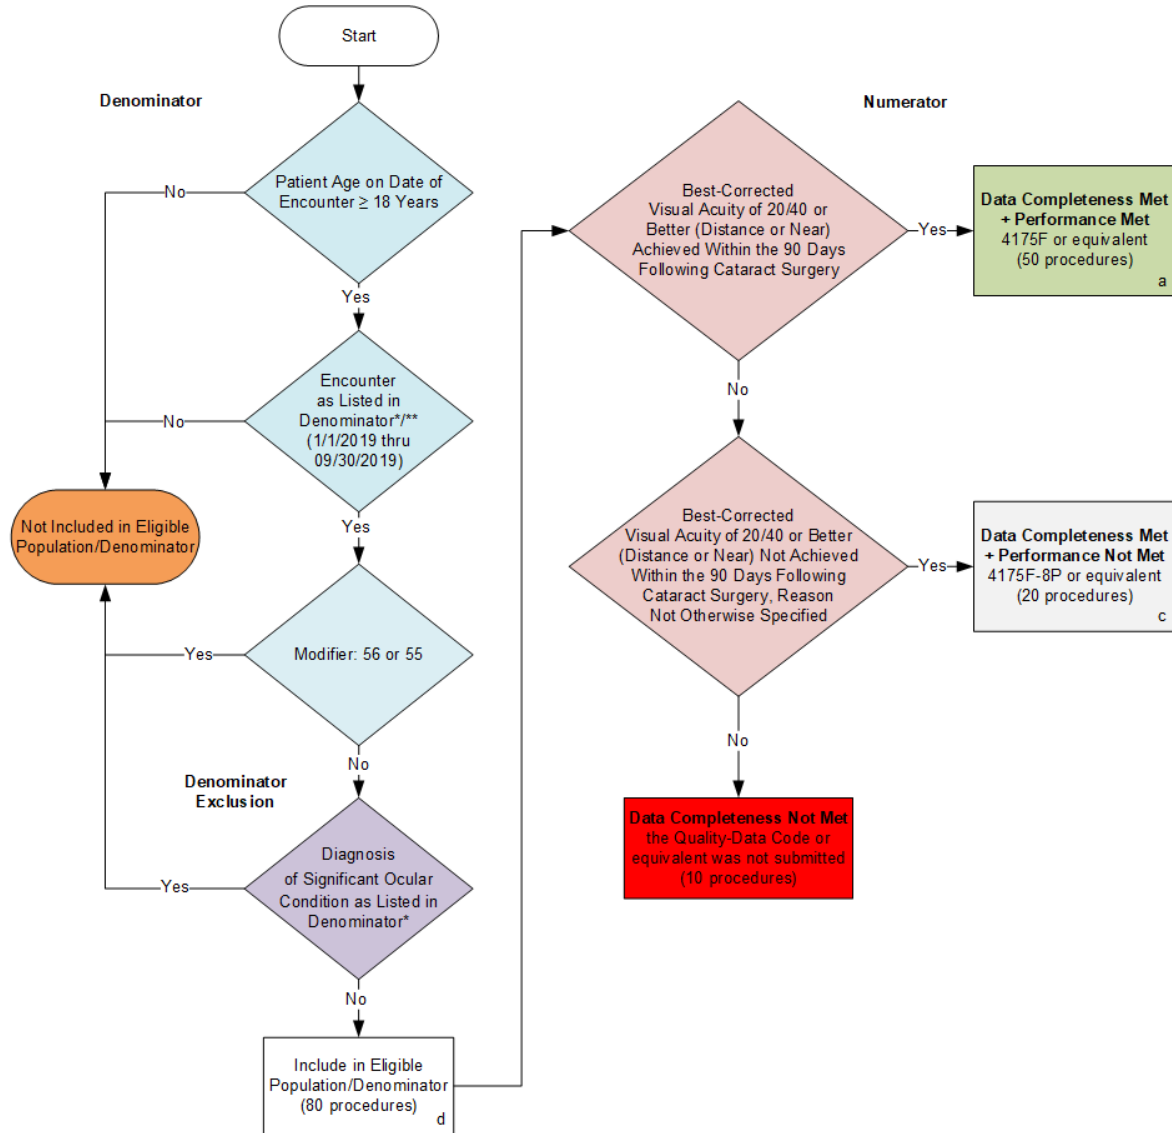 Start
Denominator
Patient Age on Date of
Encounter ≥ 18 Years
No
Yes
Encounter
as Listed in
Denominator*/**
(1/1/2019 thru
09/30/2019)
No
Yes
Not Included in Eligible
Population/Denominator
Modifier: 56 or 55
Yes
No
Denominator
Exclusion
Diagnosis
of Significant Ocular
Condition as Listed in
Denominator*
Yes
No
Include in Eligible
Population/Denominator
(80 procedures)
d
Numerator
Best-Corrected
Visual Acuity of 20/40 or
Better (Distance or Near)
Achieved Within the 90 Days
Following Cataract Surgery
Yes
Data Completeness Met
+ Performance Met
4175F or equivalent
(50 procedures)
a
No
Best-Corrected
Visual Acuity of 20/40 or Better
(Distance or Near) Not Achieved
Within the 90 Days Following
Cataract Surgery, Reason
Not Otherwise Specified
Yes
Data Completeness Met
+ Performance Not Met
4175F-8P or equivalent
(20 procedures)
c
No
Data Completeness Not Met
the Quality-Data Code or
equivalent was not submitted
(10 procedures)